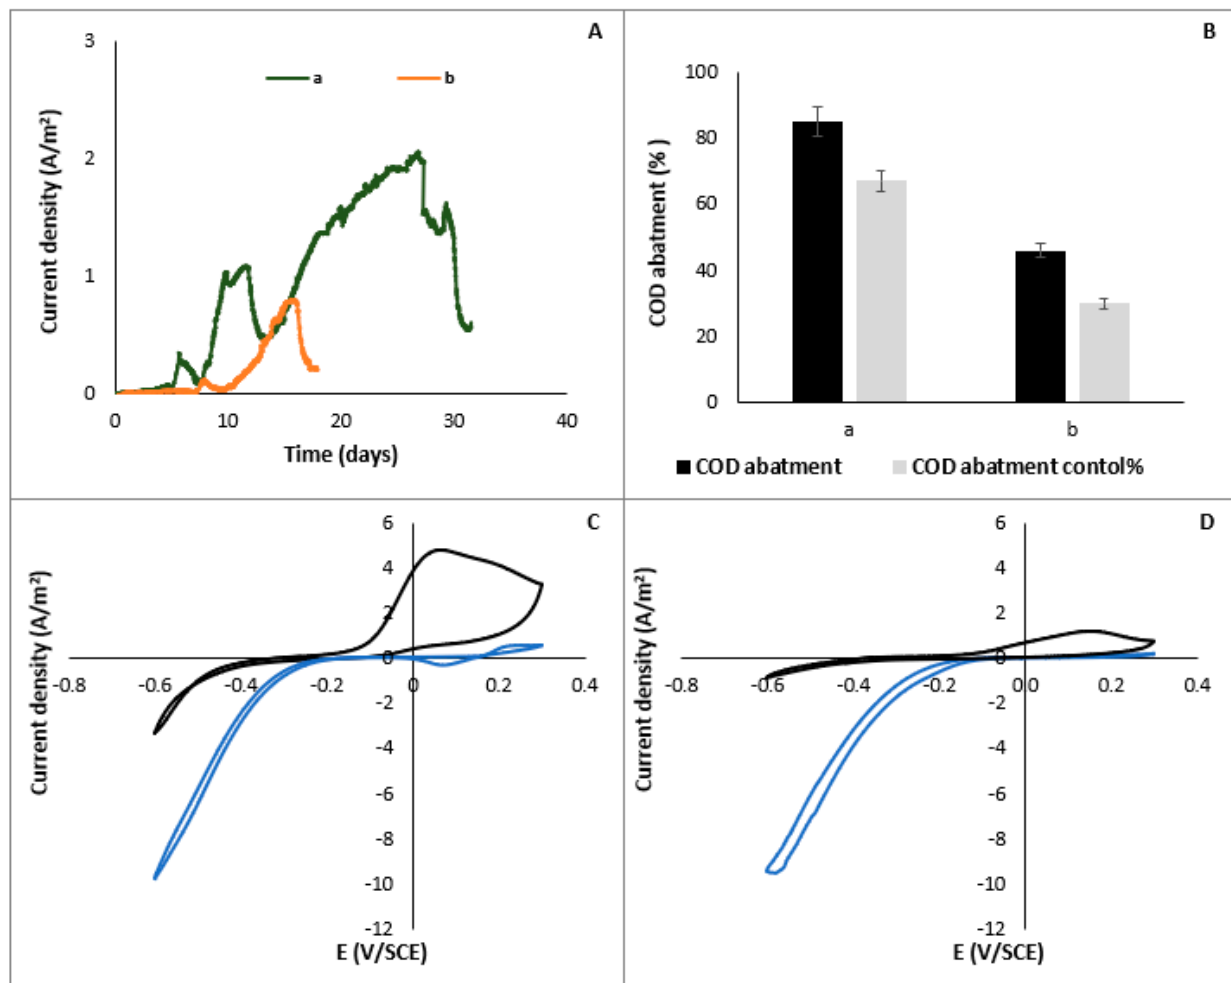 A
3
2
1
0
0
10
20
30
40
a
b
Current density (A/m²)
Time (days)
B
100
80
60
40
20
0
a
b
COD abatment (%)
COD abatment
COD abatment contol%
C
6
4
2
0
-2
-4
-6
-8
-10
-12
-0.8
-0.6
-0.4
-0.2
0
0.2
0.4
Current density (A/m²)
E (V/SCE)
D
6
4
2
0
-2
-4
-6
-8
-10
-12
-0.8
-0.6
-0.4
-0.2
0.0
0.2
0.4
Current density (A/m²)
E (V/SCE)